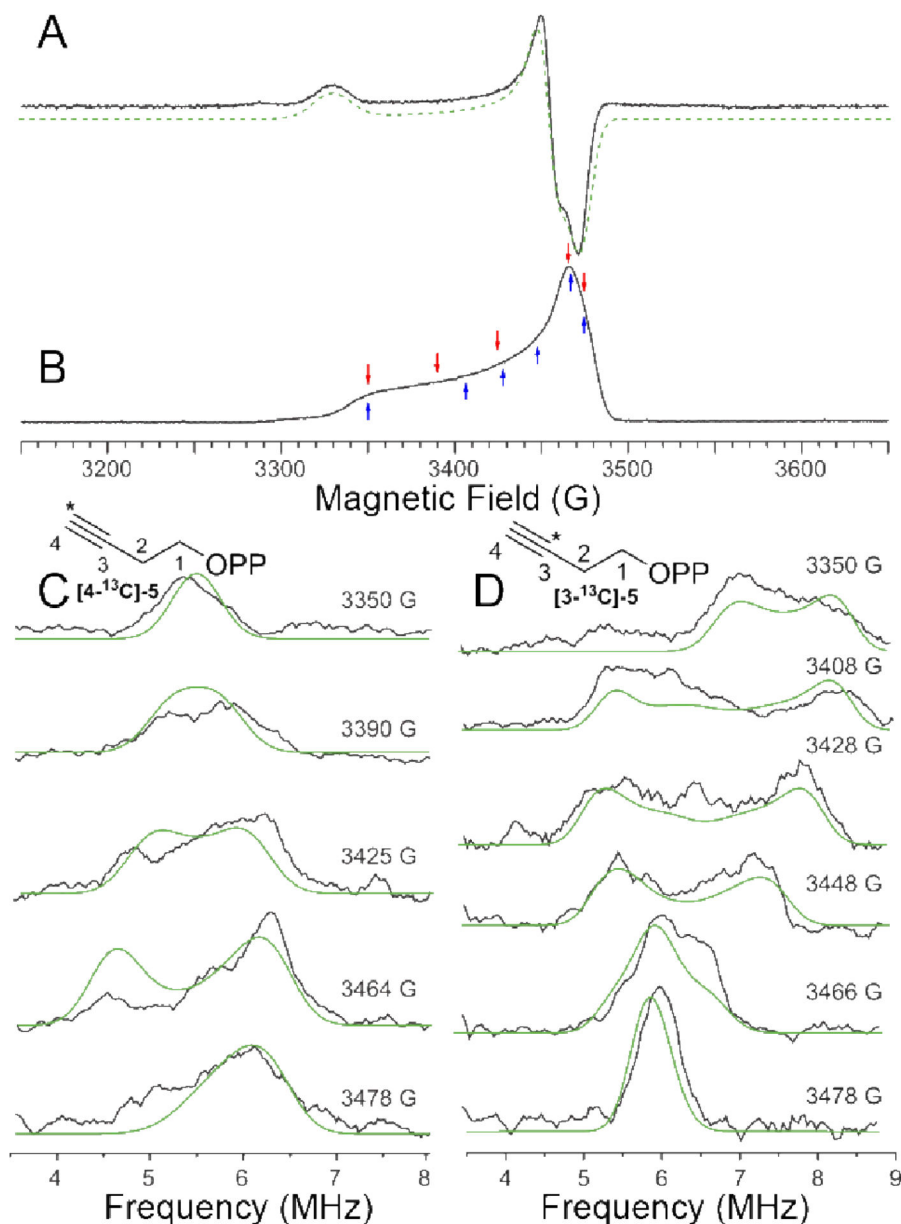 A
B
3200 3300 3400 3500 3600
Magnetic Field (G)
*
4 3 2 1 OPP
[4-¹³C]-5
C
3350 G
3390 G
3425 G
3464 G
3478 G
4 5 6 7 8
Frequency (MHz)
*
4 3 2 1 OPP
[3-¹³C]-5
D
3350 G
3408 G
3428 G
3448 G
3466 G
3478 G
4 5 6 7 8 9
Frequency (MHz)